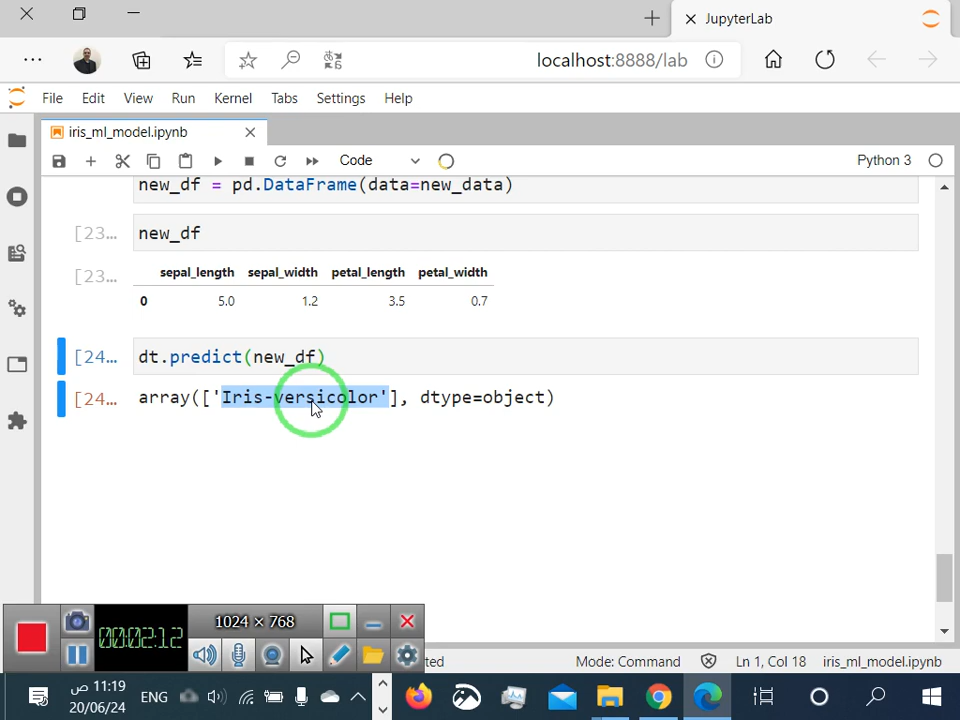 JupyterLab
localhost:8888/lab
File Edit View Run Kernel Tabs Settings Help
iris_ml_model.ipynb
Code
Python 3
new_df = pd.DataFrame(data=new_data)
[23... new_df
[23... sepal_length sepal_width petal_length petal_width
0 5.0 1.2 3.5 0.7
[24... dt.predict(new_df)
[24... array(['Iris-versicolor'], dtype=object)
1024 × 768
00:02:12
ted Mode: Command Ln 1, Col 18 iris_ml_model.ipynb
11:19 ص
ENG
20/06/24